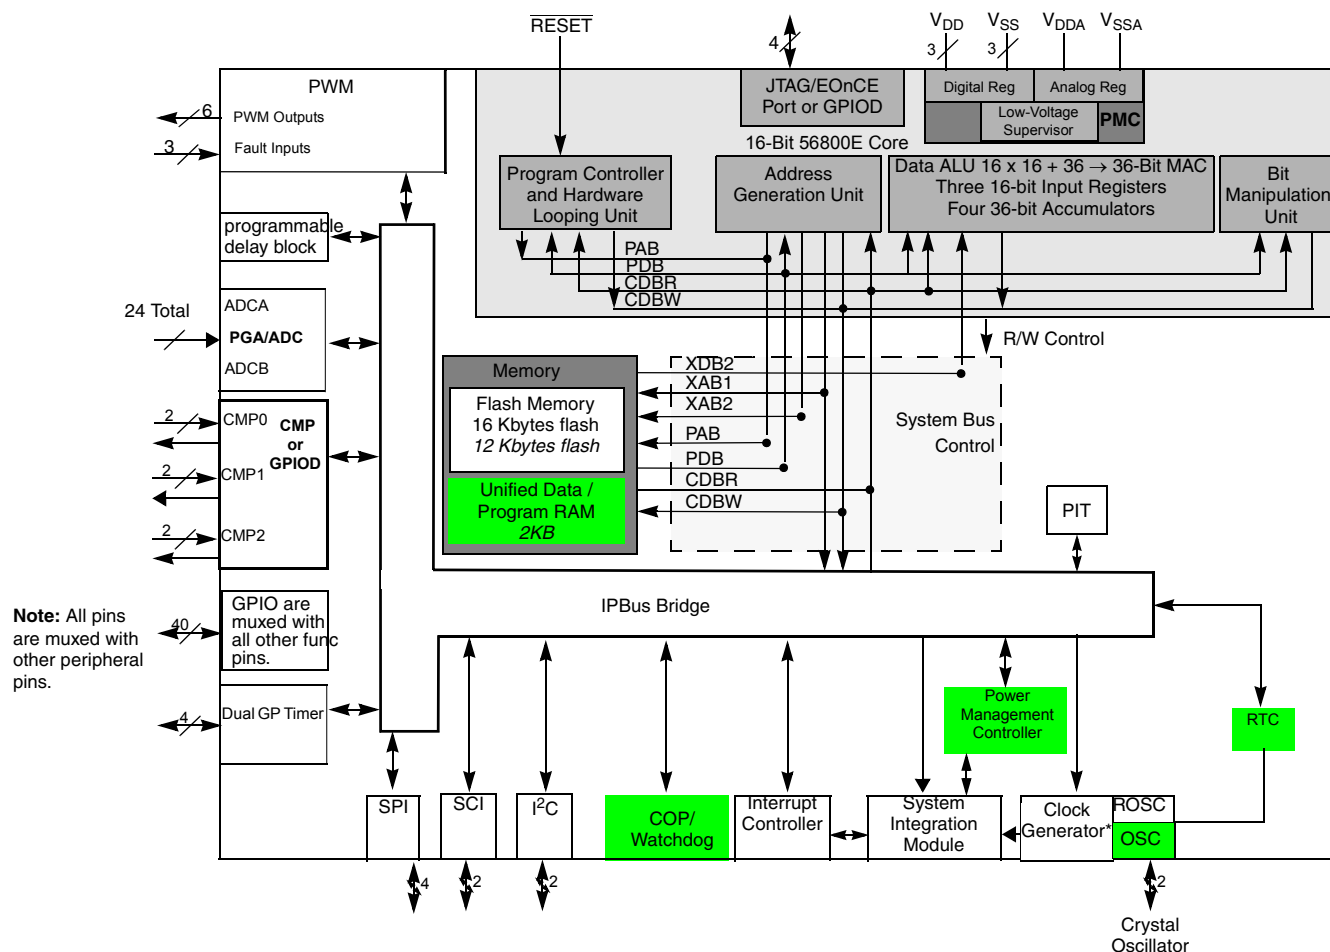 RESET
4
VDD
VSS
VDDA
VSSA
3
3
PWM
6
PWM Outputs
3
Fault Inputs
JTAG/EOnCE
Port or GPIOD
Digital Reg
Analog Reg
Low-Voltage
Supervisor
PMC
16-Bit 56800E Core
Program Controller
and Hardware
Looping Unit
Address
Generation Unit
Data ALU 16 x 16 + 36 → 36-Bit MAC
Three 16-bit Input Registers
Four 36-bit Accumulators
Bit
Manipulation
Unit
PAB
PDB
CDBR
CDBW
programmable
delay block
24 Total
ADCA
PGA/ADC
ADCB
R/W Control
Memory
Flash Memory
16 Kbytes flash
12 Kbytes flash
Unified Data /
Program RAM
2KB
XDB2
XAB1
XAB2
PAB
PDB
CDBR
CDBW
System Bus
Control
2
CMP0
CMP
or
GPIOD
2
CMP1
2
CMP2
PIT
IPBus Bridge
Note: All pins
are muxed with
other peripheral
pins.
40
GPIO are
muxed with
all other func
pins.
4
Dual GP Timer
Power
Management
Controller
RTC
SPI
SCI
I2C
COP/
Watchdog
Interrupt
Controller
System
Integration
Module
Clock
Generator*
ROSC
OSC
4
2
2
2
Crystal
Oscillator